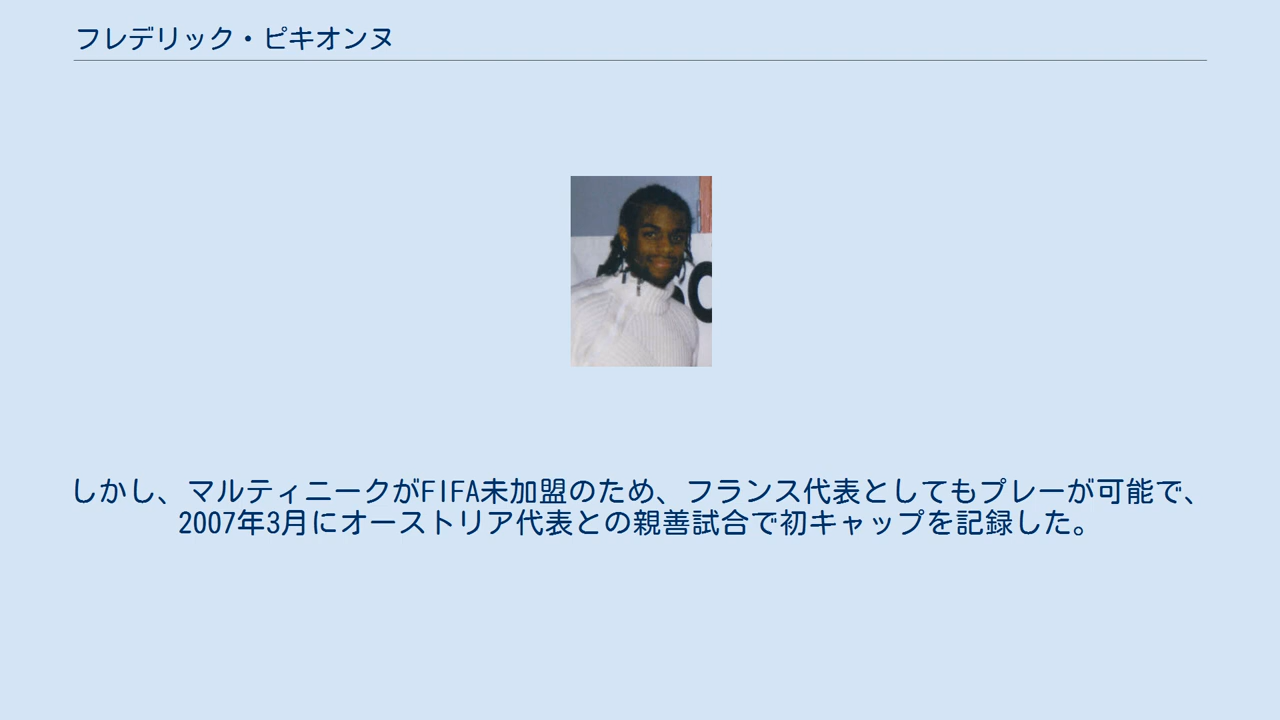 フレデリック・ピキオンヌ
しかし、マルティニークがFIFA未加盟のため、フランス代表としてもプレーが可能で、
2007年3月にオーストリア代表との親善試合で初キャップを記録した。